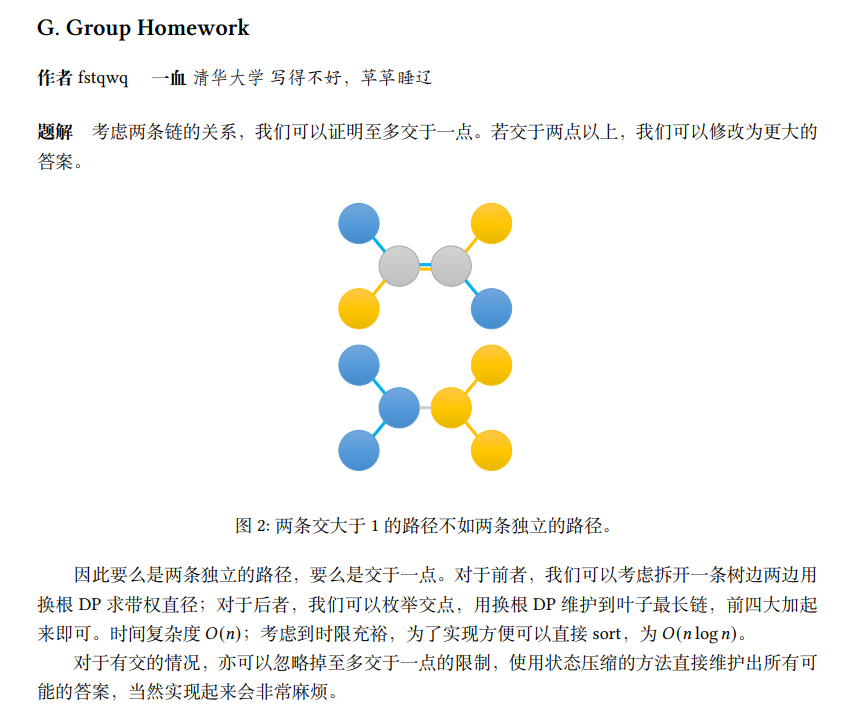 G. Group Homework
作者 fstqwq 一血 清华大学 写得不好，草草睡辽
题解 考虑两条链的关系，我们可以证明至多交于一点。若交于两点以上，我们可以修改为更大的
答案。
图 2: 两条交大于 1 的路径不如两条独立的路径。
因此要么是两条独立的路径，要么是交于一点。对于前者，我们可以考虑拆开一条树边两边用
换根 DP 求带权直径；对于后者，我们可以枚举交点，用换根 DP 维护到叶子最长链，前四大加起
来即可。时间复杂度 O(n)；考虑到时限充裕，为了实现方便可以直接 sort，为 O(n log n)。
对于有交的情况，亦可以忽略掉至多交于一点的限制，使用状态压缩的方法直接维护出所有可
能的答案，当然实现起来会非常麻烦。